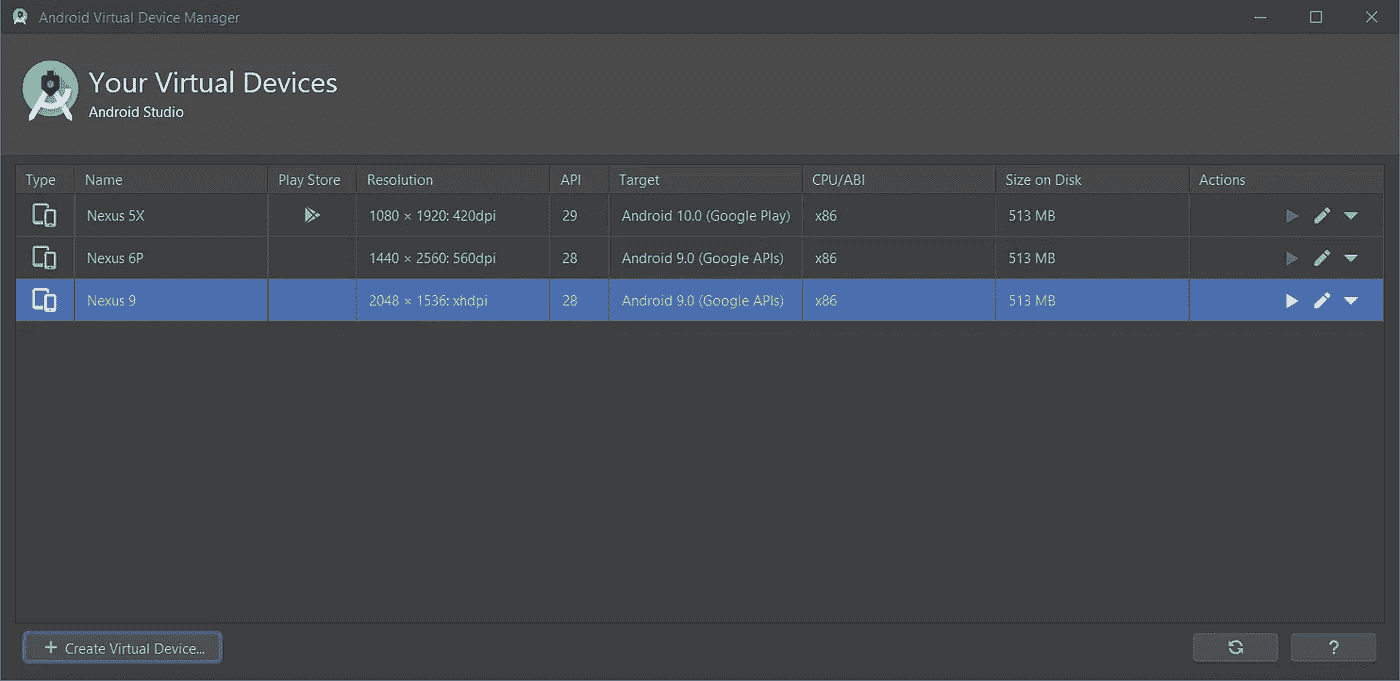 Android Virtual Device Manager
Your Virtual Devices
Android Studio
Type Name Play Store Resolution API Target CPU/ABI Size on Disk Actions
Nexus 5X 1080 × 1920: 420dpi 29 Android 10.0 (Google Play) x86 513 MB
Nexus 6P 1440 × 2560: 560dpi 28 Android 9.0 (Google APIs) x86 513 MB
Nexus 9 2048 × 1536: xhdpi 28 Android 9.0 (Google APIs) x86 513 MB
+ Create Virtual Device... ?